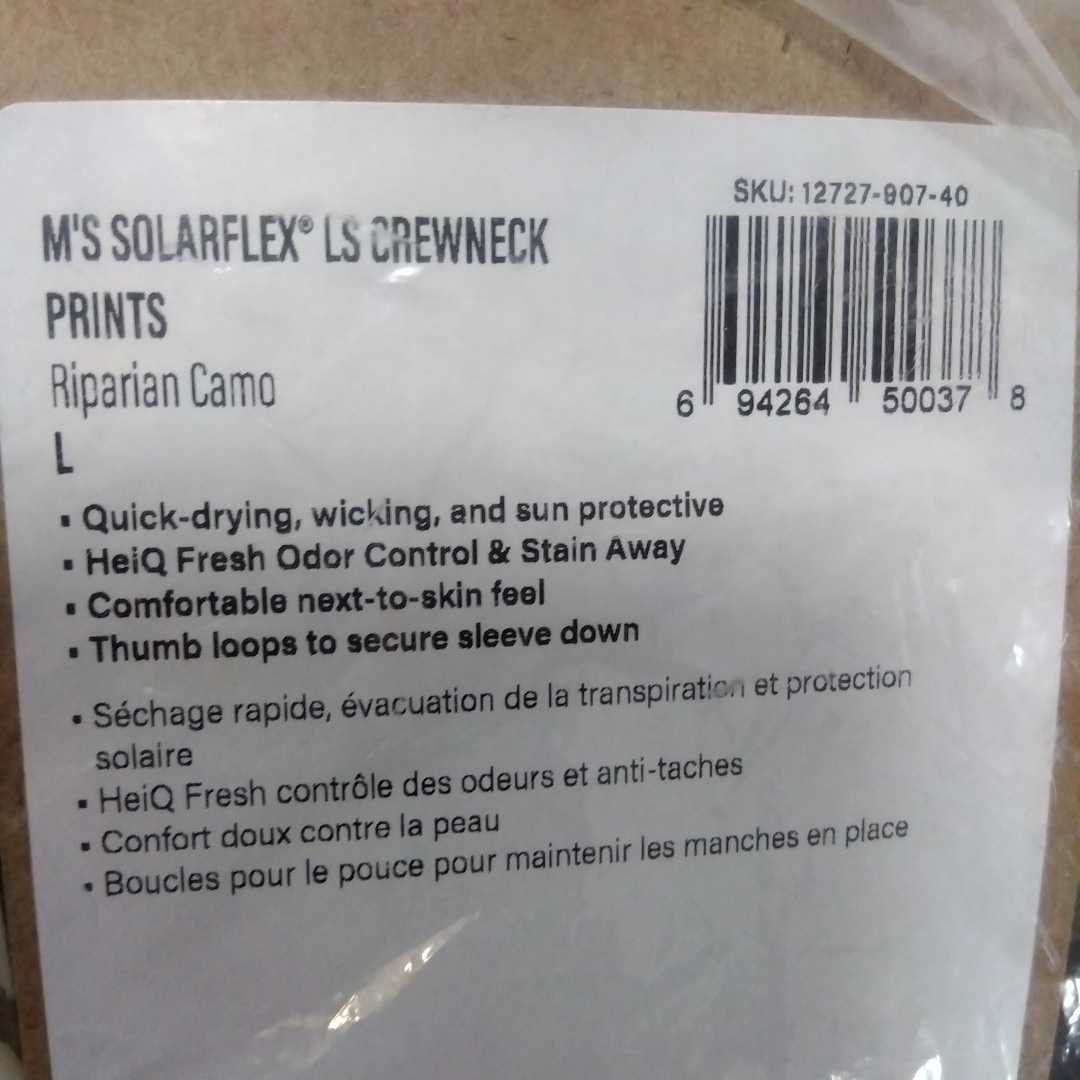 SKU: 12727-907-40
M'S SOLARFLEX® LS CREWNECK
PRINTS
Riparian Camo
L
6 94264 50037 8
▪ Quick-drying, wicking, and sun protective
▪ HeiQ Fresh Odor Control & Stain Away
▪ Comfortable next-to-skin feel
▪ Thumb loops to secure sleeve down
▪ Séchage rapide, évacuation de la transpiration et protection
solaire
▪ HeiQ Fresh contrôle des odeurs et anti-taches
▪ Confort doux contre la peau
▪ Boucles pour le pouce pour maintenir les manches en place